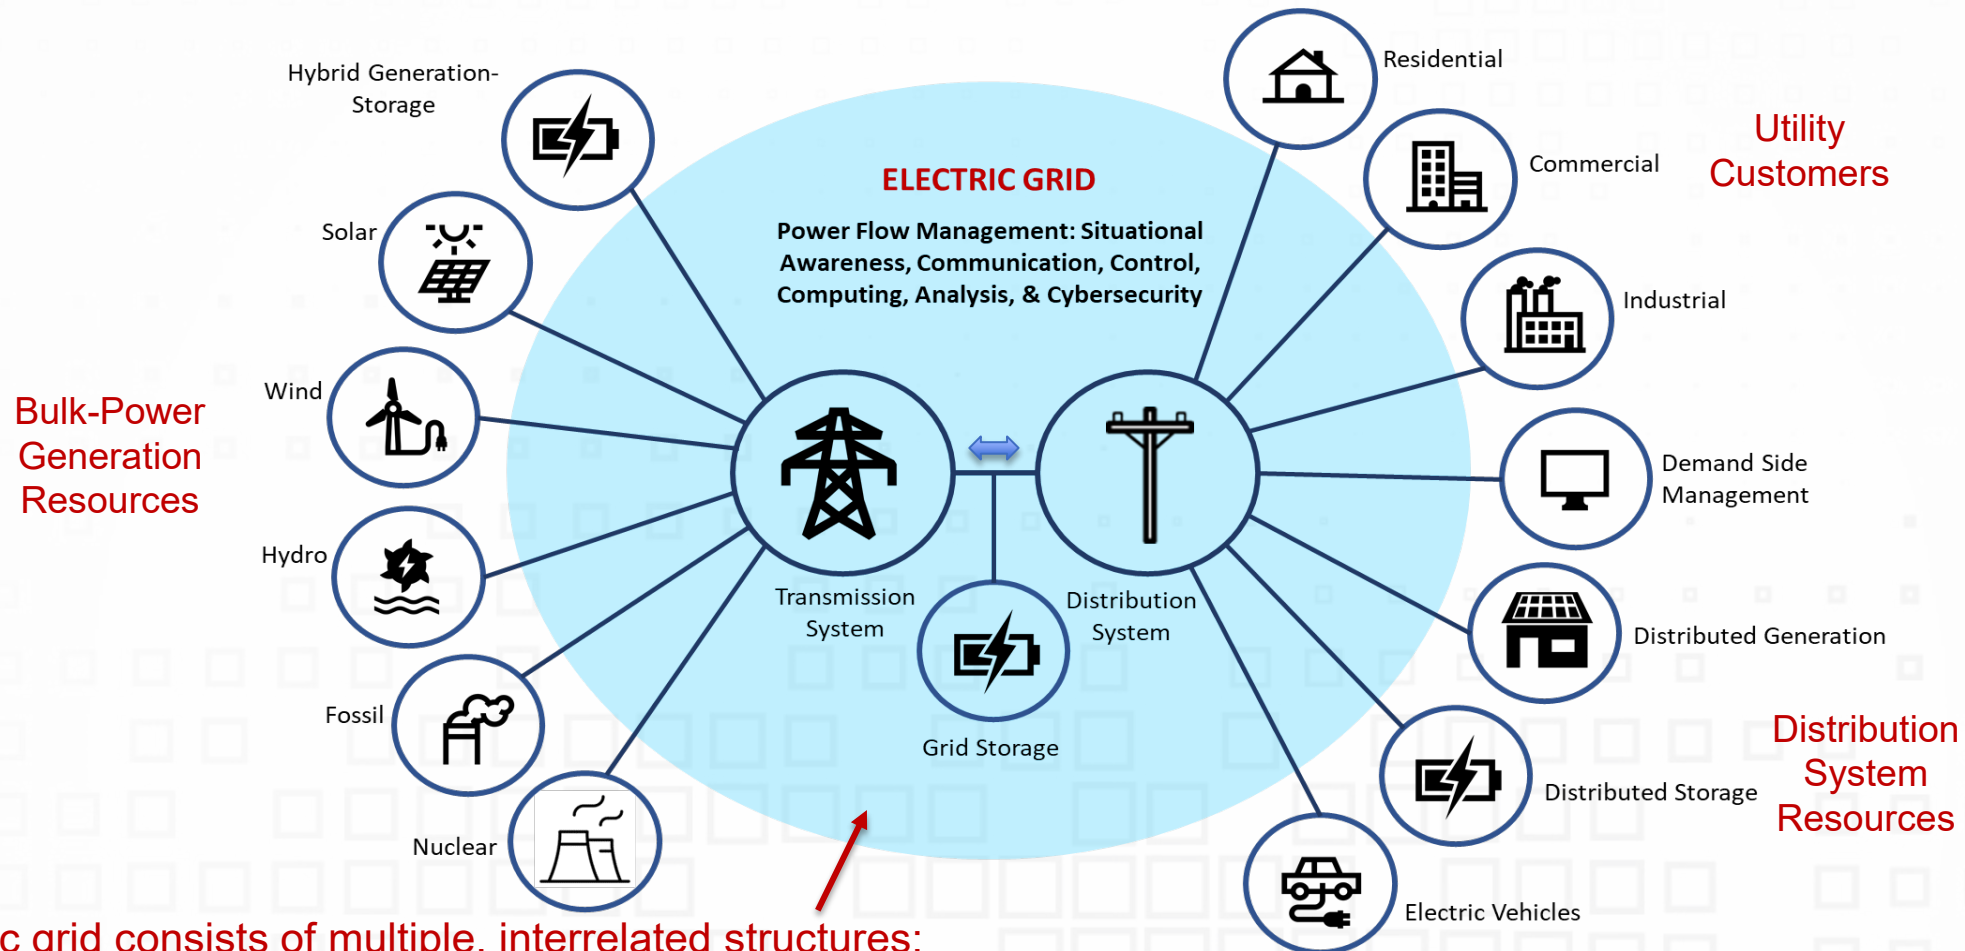 Hybrid Generation-
Storage
Solar
Wind
Bulk-Power
Generation
Resources
Hydro
Fossil
Nuclear
ELECTRIC GRID
Power Flow Management: Situational
Awareness, Communication, Control,
Computing, Analysis, & Cybersecurity
Transmission
System
Distribution
System
Grid Storage
Residential
Commercial
Utility
Customers
Industrial
Demand Side
Management
Distributed Generation
Distributed Storage
Distribution
System
Resources
Electric Vehicles
grid consists of multiple, interrelated structures: